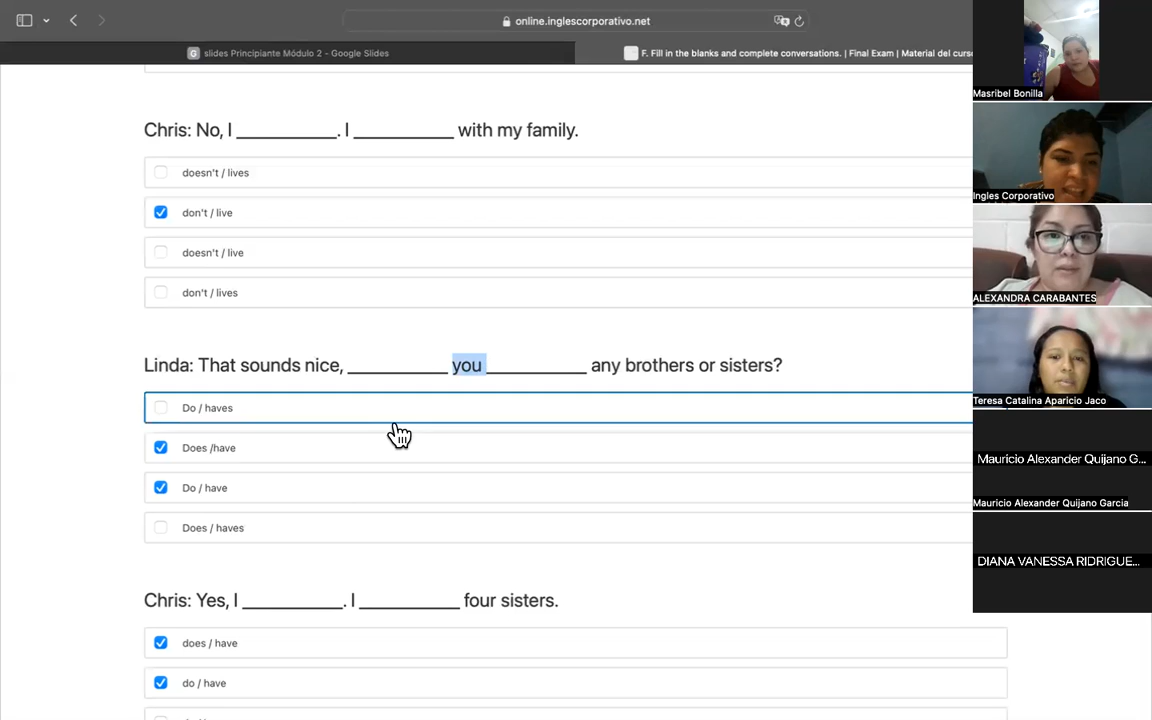 online.inglescorporativo.net
G slides Principiante Módulo 2 - Google Slides
F. Fill in the blanks and complete conversations. | Final Exam | Material del curso
Masribel Bonilla
Chris: No, I __________. I __________ with my family.
doesn't / lives
don't / live
doesn't / live
don't / lives
Ingles Corporativo
ALEXANDRA CARABANTES
Linda: That sounds nice, __________ you __________ any brothers or sisters?
Do / haves
Does /have
Do / have
Does / haves
Teresa Catalina Aparicio Jaco
Mauricio Alexander Quijano G...
Mauricio Alexander Quijano Garcia
DIANA VANESSA RIDRIGUE...
Chris: Yes, I __________. I __________ four sisters.
does / have
do / have